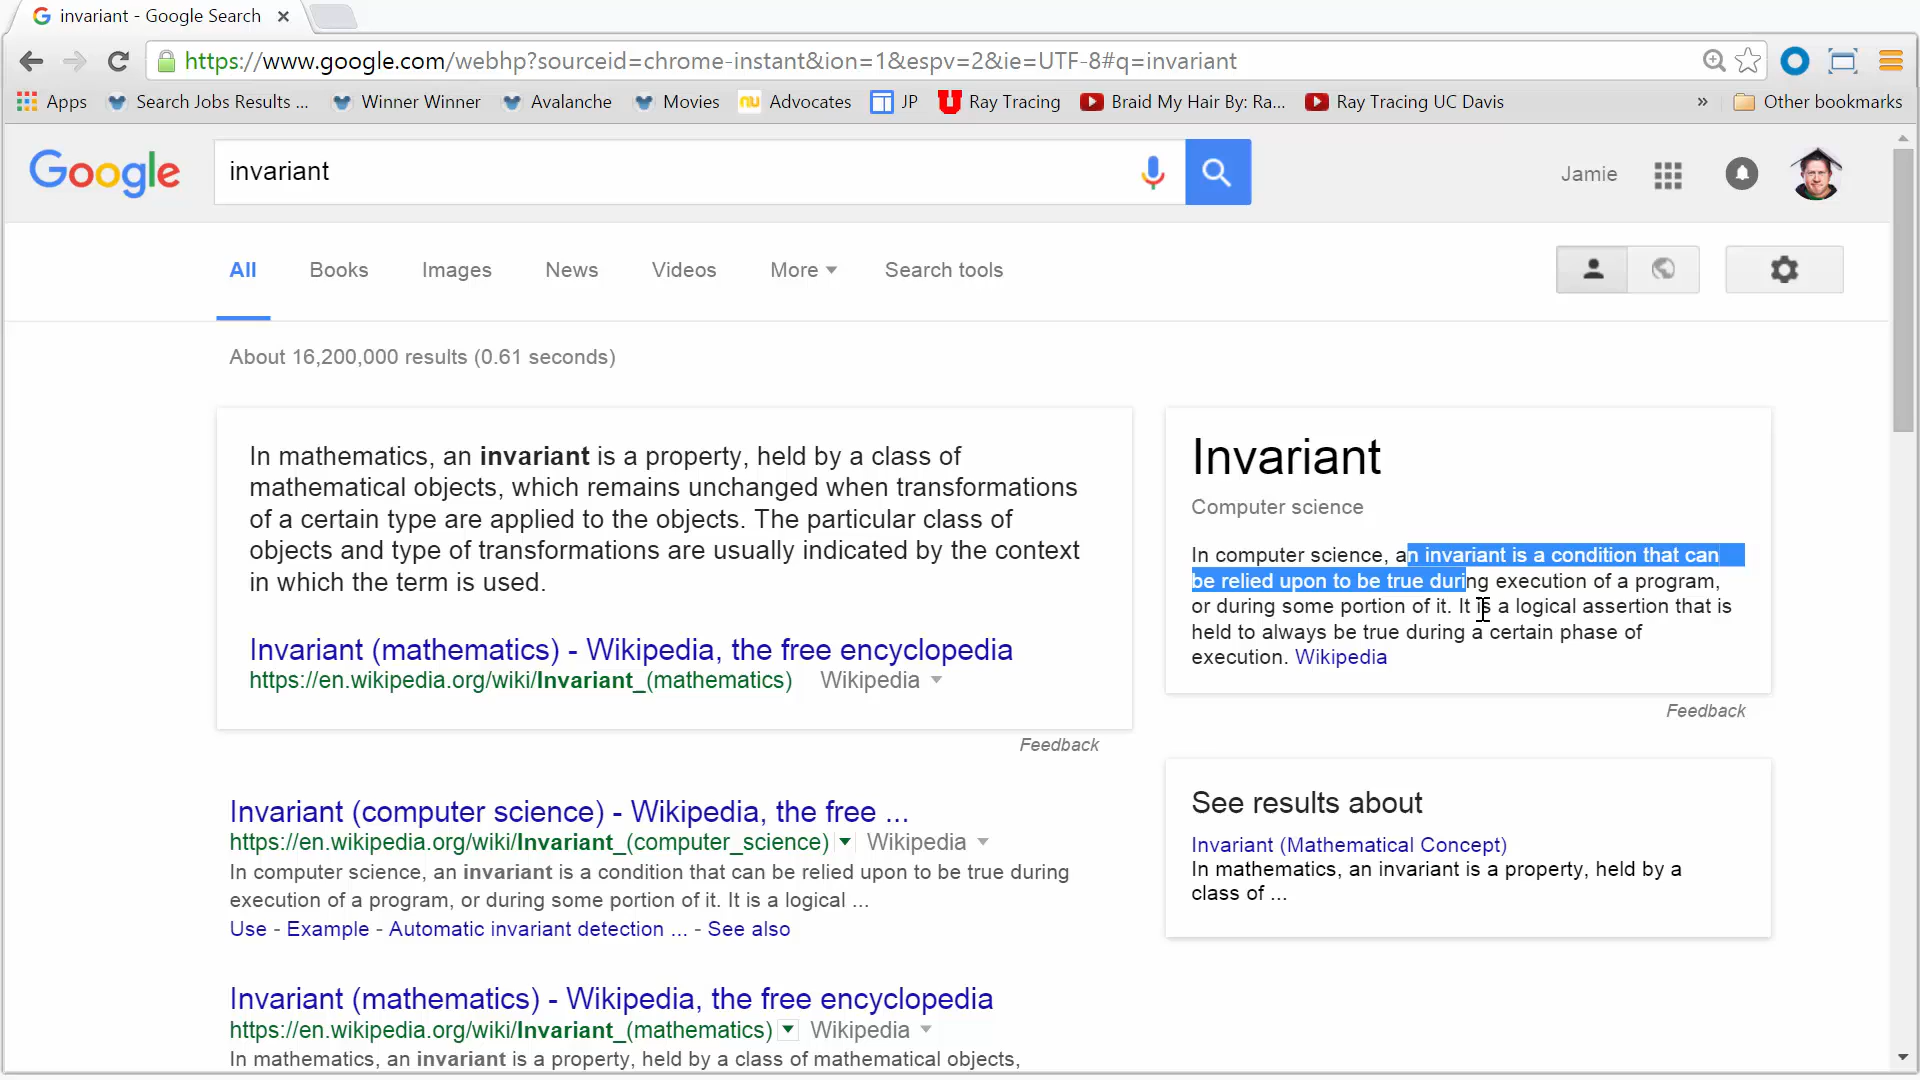 invariant - Google Search
https://www.google.com/webhp?sourceid=chrome-instant&ion=1&espv=2&ie=UTF-8#q=invariant
Apps Search Jobs Results ... Winner Winner Avalanche Movies nu Advocates JP Ray Tracing Braid My Hair By: Ra... Ray Tracing UC Davis » Other bookmarks
Google invariant Jamie
All Books Images News Videos More Search tools
About 16,200,000 results (0.61 seconds)
In mathematics, an invariant is a property, held by a class of
mathematical objects, which remains unchanged when transformations
of a certain type are applied to the objects. The particular class of
objects and type of transformations are usually indicated by the context
in which the term is used.
Invariant (mathematics) - Wikipedia, the free encyclopedia
https://en.wikipedia.org/wiki/Invariant_(mathematics) Wikipedia
Feedback
Invariant (computer science) - Wikipedia, the free ...
https://en.wikipedia.org/wiki/Invariant_(computer_science) Wikipedia
In computer science, an invariant is a condition that can be relied upon to be true during
execution of a program, or during some portion of it. It is a logical ...
Use - Example - Automatic invariant detection ... - See also
Invariant (mathematics) - Wikipedia, the free encyclopedia
https://en.wikipedia.org/wiki/Invariant_(mathematics) Wikipedia
In mathematics, an invariant is a property, held by a class of mathematical objects,
Invariant
Computer science
In computer science, an invariant is a condition that can
be relied upon to be true during execution of a program,
or during some portion of it. It is a logical assertion that is
held to always be true during a certain phase of
execution. Wikipedia
Feedback
See results about
Invariant (Mathematical Concept)
In mathematics, an invariant is a property, held by a
class of ...